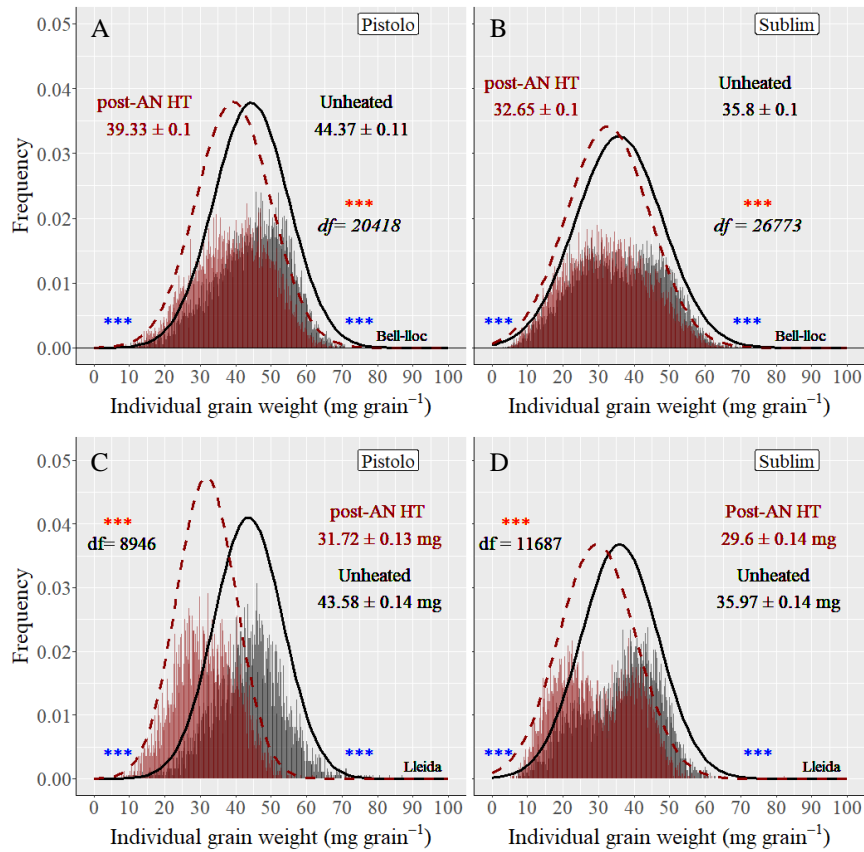 A
Pistolo
0.05
0.04
0.03
0.02
0.01
0.00
Frequency
post-AN HT
39.33 ± 0.1
Unheated
44.37 ± 0.11
***
df= 20418
***
***
Bell-lloc
0 10 20 30 40 50 60 70 80 90 100
Individual grain weight (mg grain⁻¹)
B
Sublim
post-AN HT
32.65 ± 0.1
Unheated
35.8 ± 0.1
***
df = 26773
***
***
Bell-lloc
0 10 20 30 40 50 60 70 80 90 100
Individual grain weight (mg grain⁻¹)
C
Pistolo
0.05
0.04
0.03
0.02
0.01
0.00
Frequency
***
df= 8946
post-AN HT
31.72 ± 0.13 mg
Unheated
43.58 ± 0.14 mg
***
***
Lleida
0 10 20 30 40 50 60 70 80 90 100
Individual grain weight (mg grain⁻¹)
D
Sublim
***
df = 11687
Post-AN HT
29.6 ± 0.14 mg
Unheated
35.97 ± 0.14 mg
***
***
Lleida
0 10 20 30 40 50 60 70 80 90 100
Individual grain weight (mg grain⁻¹)